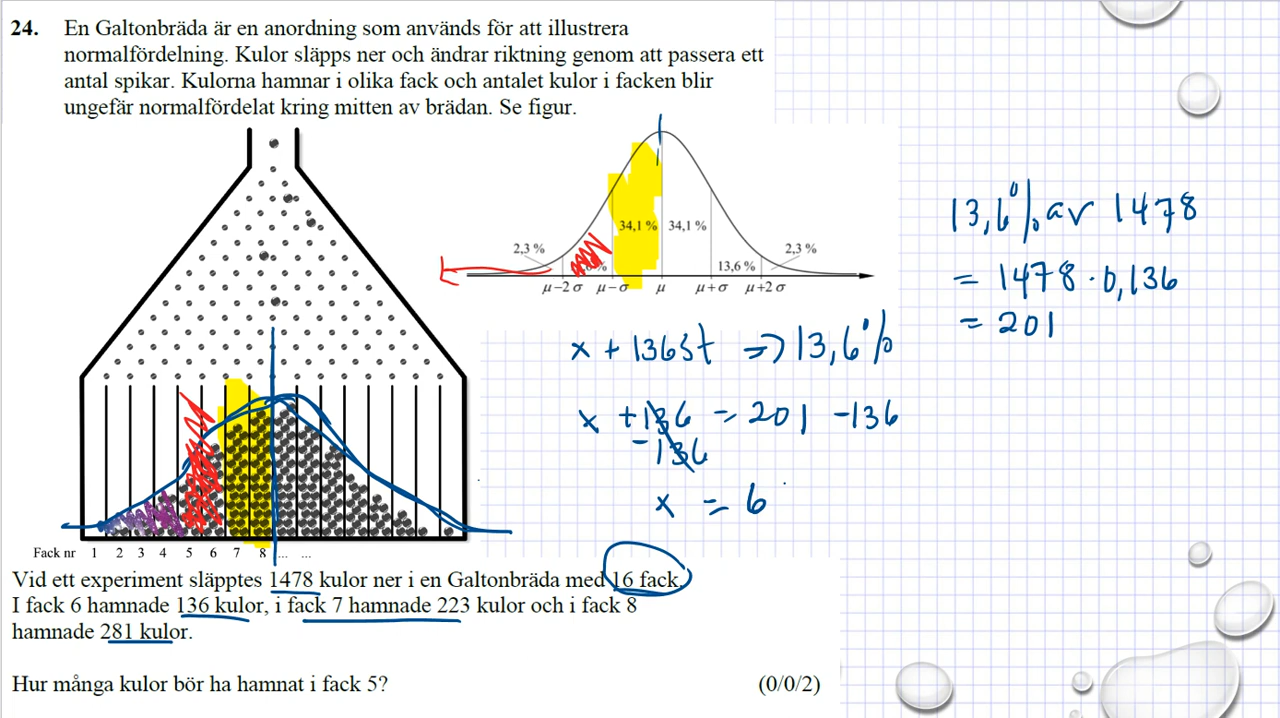 24. En Galtonbräda är en anordning som används för att illustrera
normalfördelning. Kulor släpps ner och ändrar riktning genom att passera ett
antal spikar. Kulorna hamnar i olika fack och antalet kulor i facken blir
ungefär normalfördelat kring mitten av brädan. Se figur.
2,3 % 34,1 % 34,1 % 13,6 % 2,3 %
μ−2σ μ−σ μ μ+σ μ+2σ
13,6% av 1478
= 1478 · 0,136
= 201
x + 136st => 13,6%
x + 136 = 201 - 136
- 136
x = 6
Fack nr 1 2 3 4 5 6 7 8 ... ...
Vid ett experiment släpptes 1478 kulor ner i en Galtonbräda med 16 fack.
I fack 6 hamnade 136 kulor, i fack 7 hamnade 223 kulor och i fack 8
hamnade 281 kulor.
Hur många kulor bör ha hamnat i fack 5? (0/0/2)